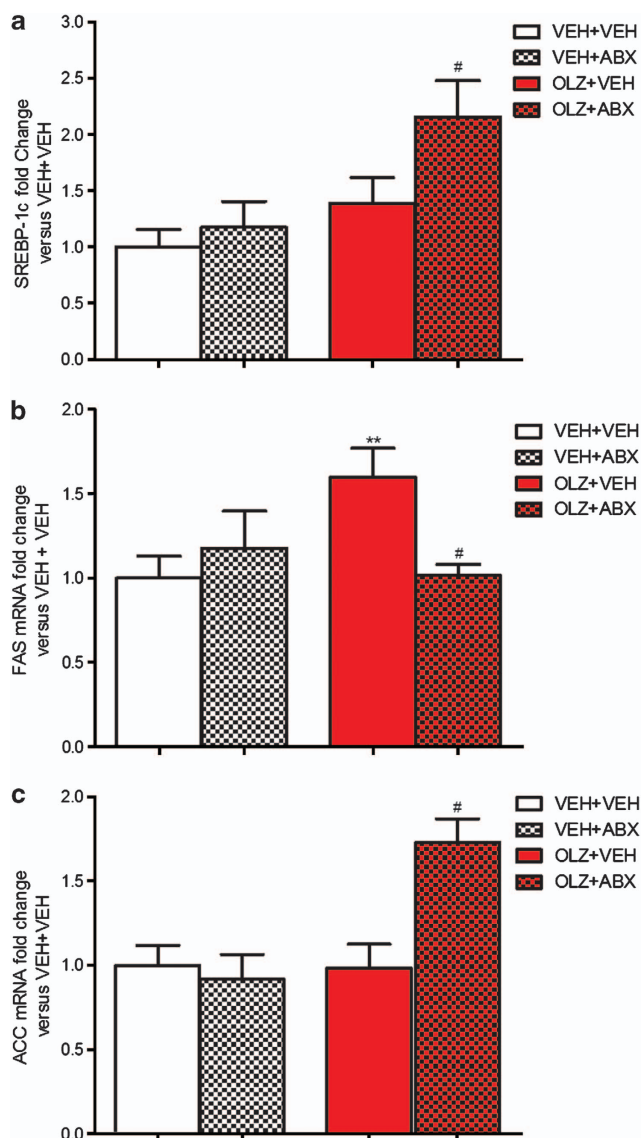 a
SREBP-1c fold Change
versus VEH+VEH
3.0
2.5
2.0
1.5
1.0
0.5
0.0
#
VEH+VEH
VEH+ABX
OLZ+VEH
OLZ+ABX
b
FAS mRNA fold change
versus VEH + VEH
2.0
1.5
1.0
0.5
0.0
**
#
VEH+VEH
VEH+ABX
OLZ+VEH
OLZ+ABX
c
ACC mRNA fold change
versus VEH+VEH
2.0
1.5
1.0
0.5
0.0
#
VEH+VEH
VEH+ABX
OLZ+VEH
OLZ+ABX